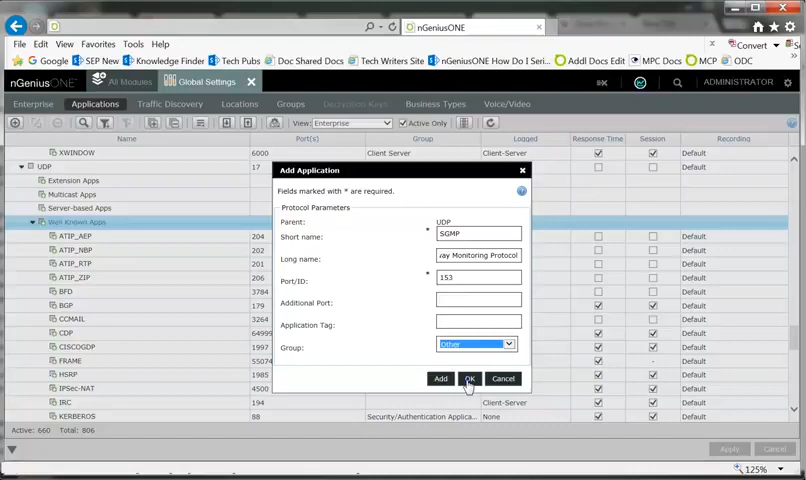 nGeniusONE
File Edit View Favorites Tools Help
Google SEP New Knowledge Finder Tech Pubs Doc Shared Docs Tech Writers Site nGeniusONE How Do I Seri... Addl Docs Edit MPC Docs MCP ODC
Convert
nGeniusONE All Modules Global Settings ADMINISTRATOR
Enterprise Applications Traffic Discovery Locations Groups Decryption Keys Business Types Voice/Video
View: Enterprise Active Only
Name Port(s) Group Logged Response Time Session Recording
XWINDOW 6000 Client Server Client-Server Default
UDP 17 Default
Extension Apps
Multicast Apps
Server-based Apps
Well Known Apps
ATIP_AEP 204 Default
ATIP_NBP 202 Default
ATIP_RTP 201 Default
ATIP_ZIP 206 Default
BFD 3784 Default
BGP 179 Default
CCMAIL 364 Default
CDP 64999 Default
CISCOGDP Default
FRAME 55074 - Default
HSRP 1985 Default
IPSec-NAT 4500 Default
IRC 194 Client-Server Default
KERBEROS 88 Security/Authentication Applica... None Default
Active: 660 Total: 806
Add Application
Fields marked with * are required.
Protocol Parameters
Parent: UDP
Short name: * SGMP
Long name: way Monitoring Protocol
Port/ID: * 153
Additional Port:
Application Tag:
Group: Other
Add OK Cancel
Apply Cancel
125%